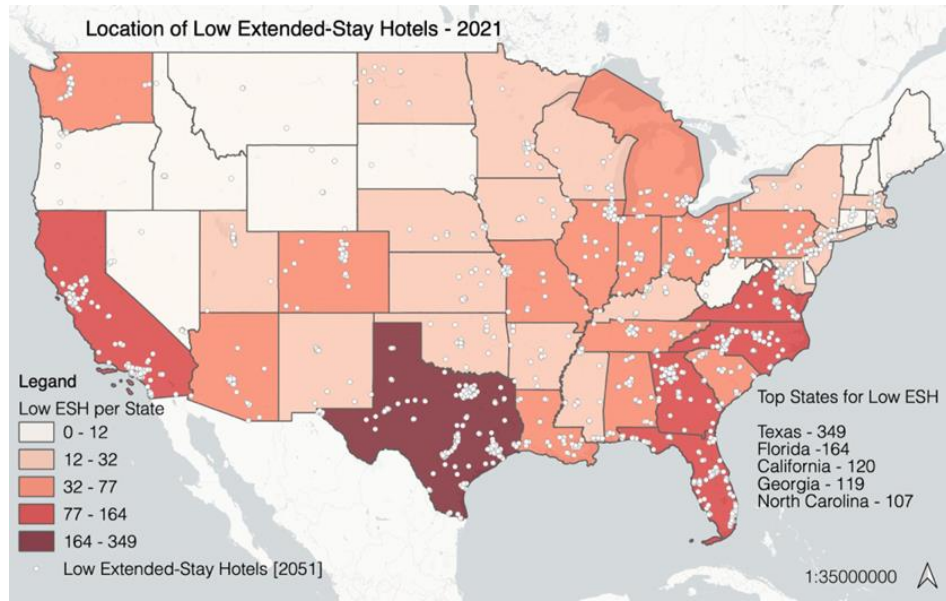 Location of Low Extended-Stay Hotels - 2021
Legand
Low ESH per State
0 - 12
12 - 32
32 - 77
77 - 164
164 - 349
Low Extended-Stay Hotels [2051]
Top States for Low ESH
Texas - 349
Florida -164
California - 120
Georgia - 119
North Carolina - 107
1:35000000